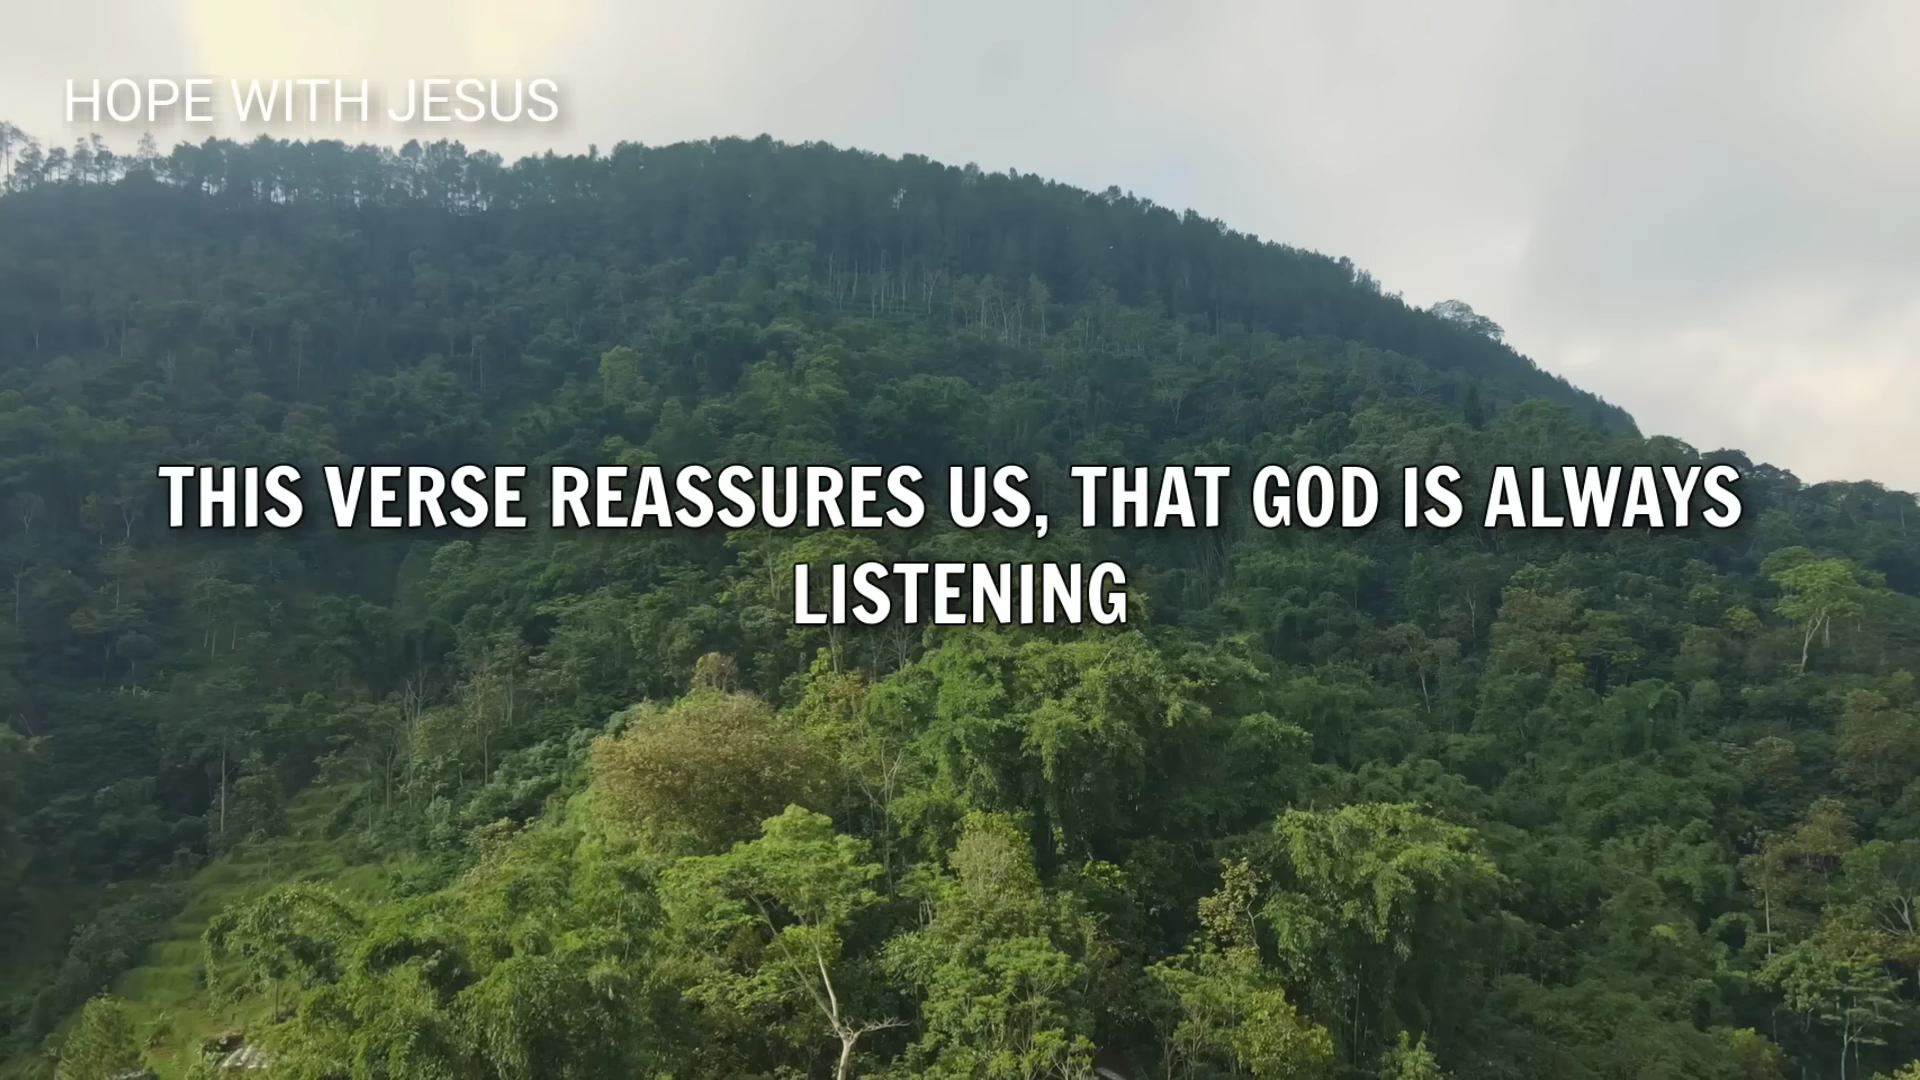 HOPE WITH JESUS
THIS VERSE REASSURES US, THAT GOD IS ALWAYS
LISTENING